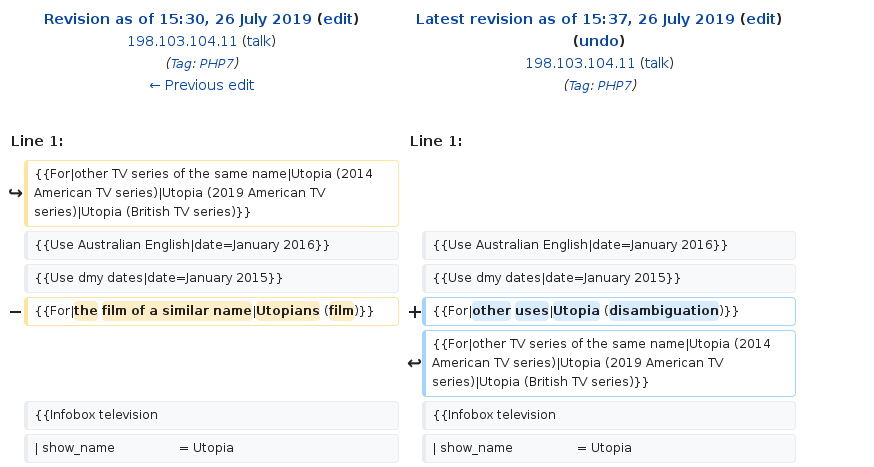 Revision as of 15:30, 26 July 2019 (edit)
198.103.104.11 (talk)
(Tag: PHP7)
← Previous edit
Latest revision as of 15:37, 26 July 2019 (edit)
(undo)
198.103.104.11 (talk)
(Tag: PHP7)
Line 1:
Line 1:
↪ {{For|other TV series of the same name|Utopia (2014
American TV series)|Utopia (2019 American TV
series)|Utopia (British TV series)}}
{{Use Australian English|date=January 2016}}
{{Use Australian English|date=January 2016}}
{{Use dmy dates|date=January 2015}}
{{Use dmy dates|date=January 2015}}
− {{For|the film of a similar name|Utopians (film)}}
+ {{For|other uses|Utopia (disambiguation)}}
↩ {{For|other TV series of the same name|Utopia (2014
American TV series)|Utopia (2019 American TV
series)|Utopia (British TV series)}}
{{Infobox television
{{Infobox television
| show_name = Utopia
| show_name = Utopia